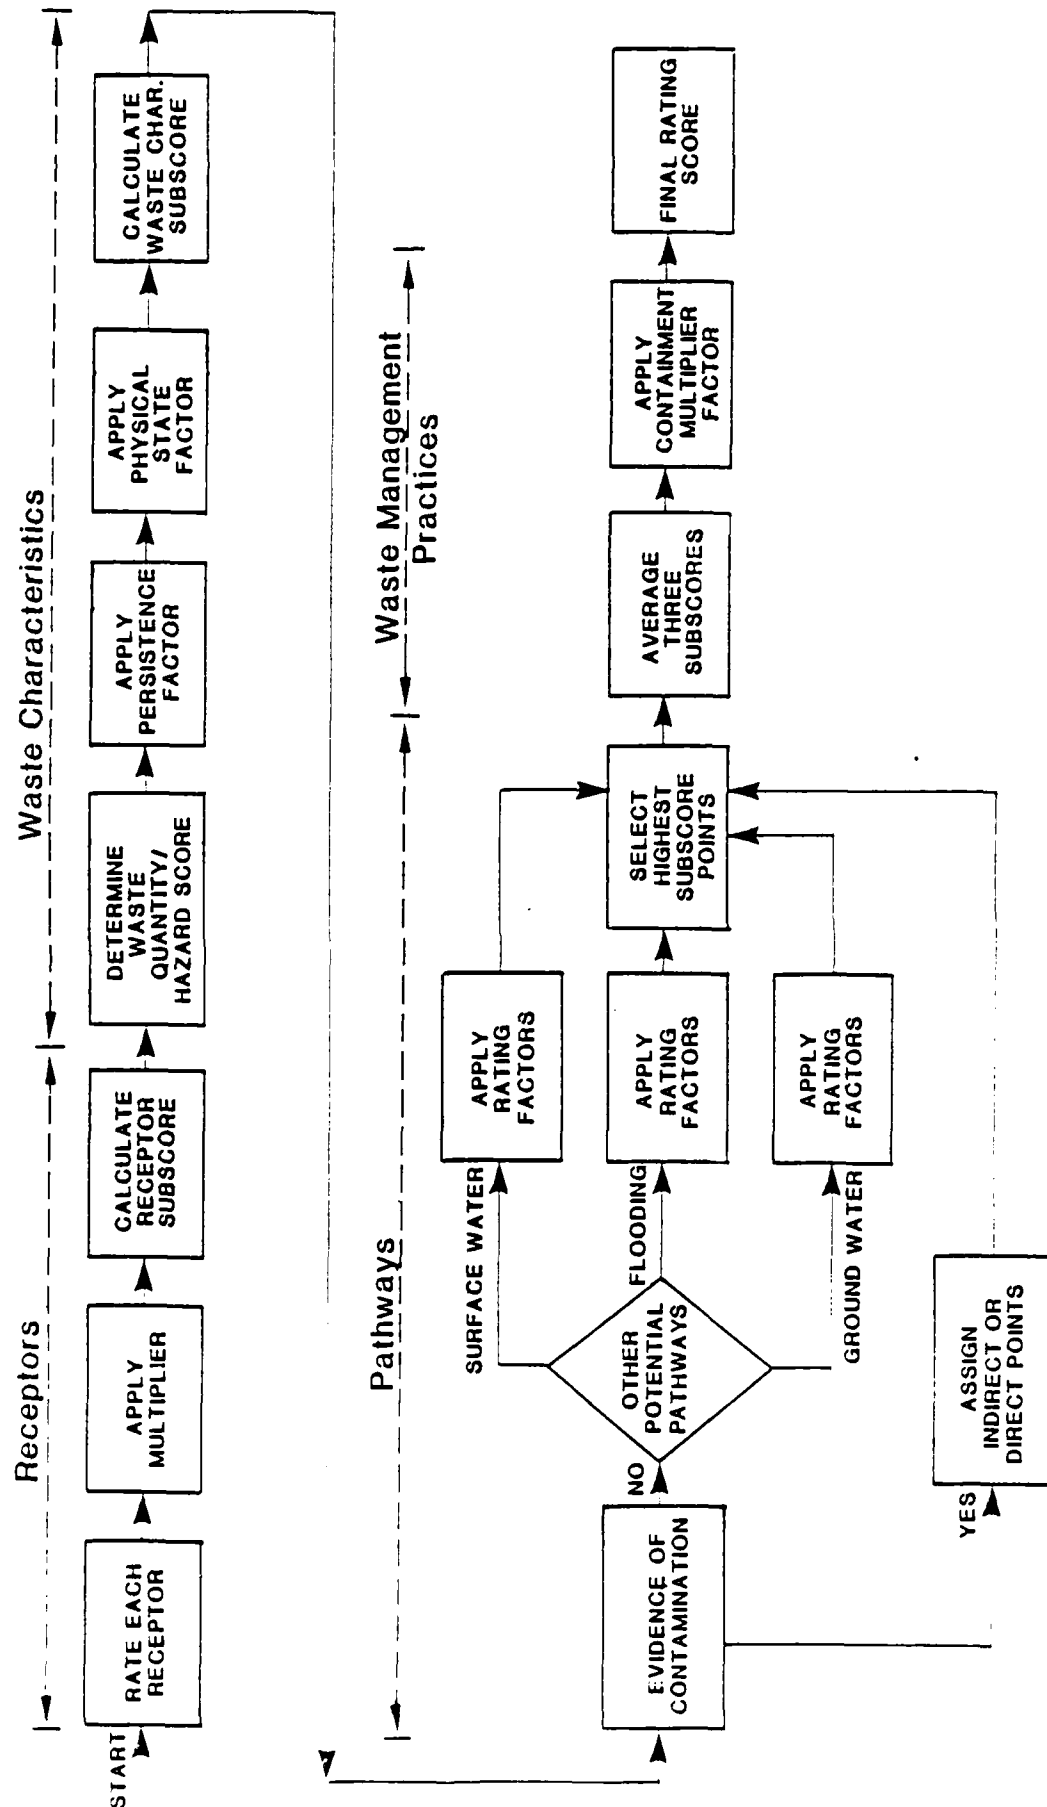 Receptors
Waste Characteristics
START
RATE EACH
RECEPTOR
APPLY
MULTIPLIER
CALCULATE
RECEPTOR
SUBSCORE
DETERMINE
WASTE
QUANTITY/
HAZARD SCORE
APPLY
PERSISTENCE
FACTOR
APPLY
PHYSICAL
STATE
FACTOR
CALCULATE
WASTE CHAR.
SUBSCORE
Pathways
Waste Management
Practices
EVIDENCE OF
CONTAMINATION
NO
YES
OTHER
POTENTIAL
PATHWAYS
SURFACE WATER
FLOODING
GROUND WATER
APPLY
RATING
FACTORS
APPLY
RATING
FACTORS
APPLY
RATING
FACTORS
ASSIGN
INDIRECT OR
DIRECT POINTS
SELECT
HIGHEST
SUBSCORE
POINTS
AVERAGE
THREE
SUBSCORES
APPLY
CONTAINMENT
MULTIPLIER
FACTOR
FINAL RATING
SCORE